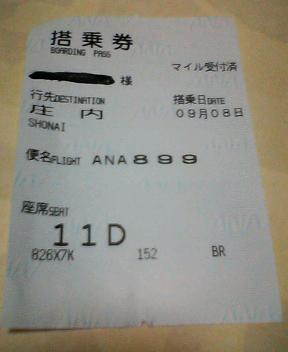 搭乗券
BOARDING PASS
様 マイル受付済
行先DESTINATION 搭乗日DATE
庄内 09月08日
SHONAI
便名FLIGHT ANA899
座席SEAT
11D
826X7K 152 BR